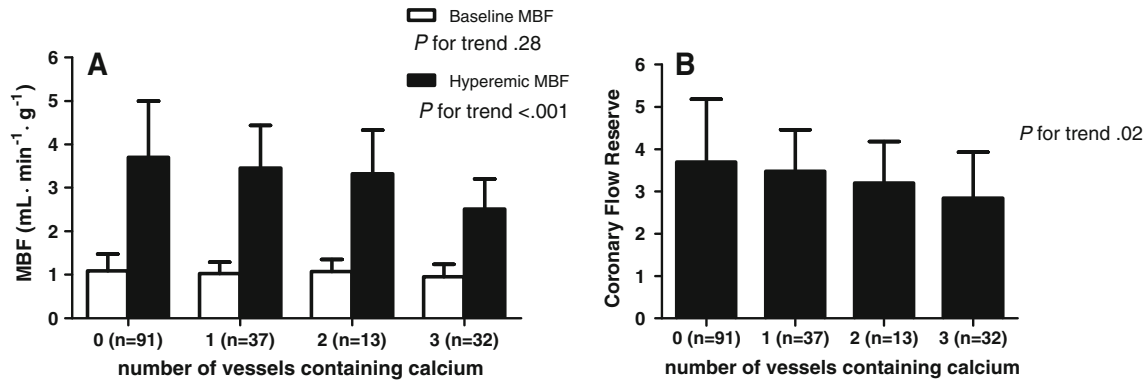 Baseline MBF
P for trend .28
Hyperemic MBF
P for trend <.001
A
MBF (mL · min⁻¹ · g⁻¹)
6
5
4
3
2
1
0
0 (n=91) 1 (n=37) 2 (n=13) 3 (n=32)
number of vessels containing calcium
B
P for trend .02
Coronary Flow Reserve
6
5
4
3
2
1
0
0 (n=91) 1 (n=37) 2 (n=13) 3 (n=32)
number of vessels containing calcium